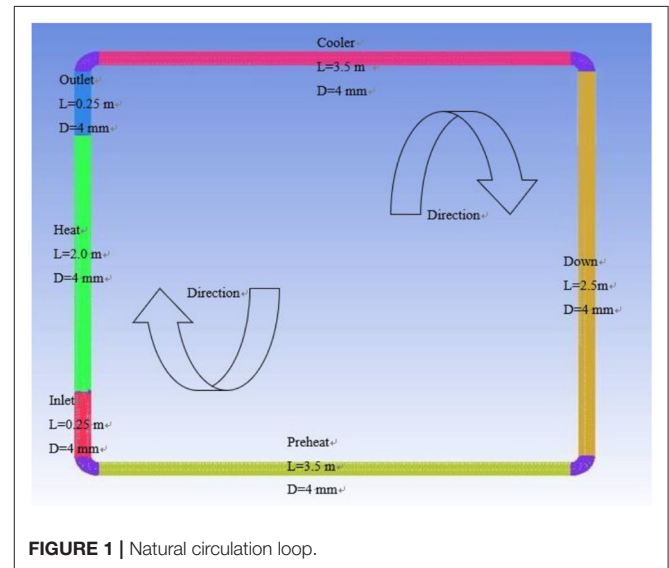 Cooler
L=3.5 m
D=4 mm
Outlet
L=0.25 m
D=4 mm
Direction
Heat
L=2.0 m
D=4 mm
Down
L=2.5m
D=4 mm
Direction
Inlet
L=0.25 m
D=4 mm
Preheat
L=3.5 m
D=4 mm
FIGURE 1 | Natural circulation loop.